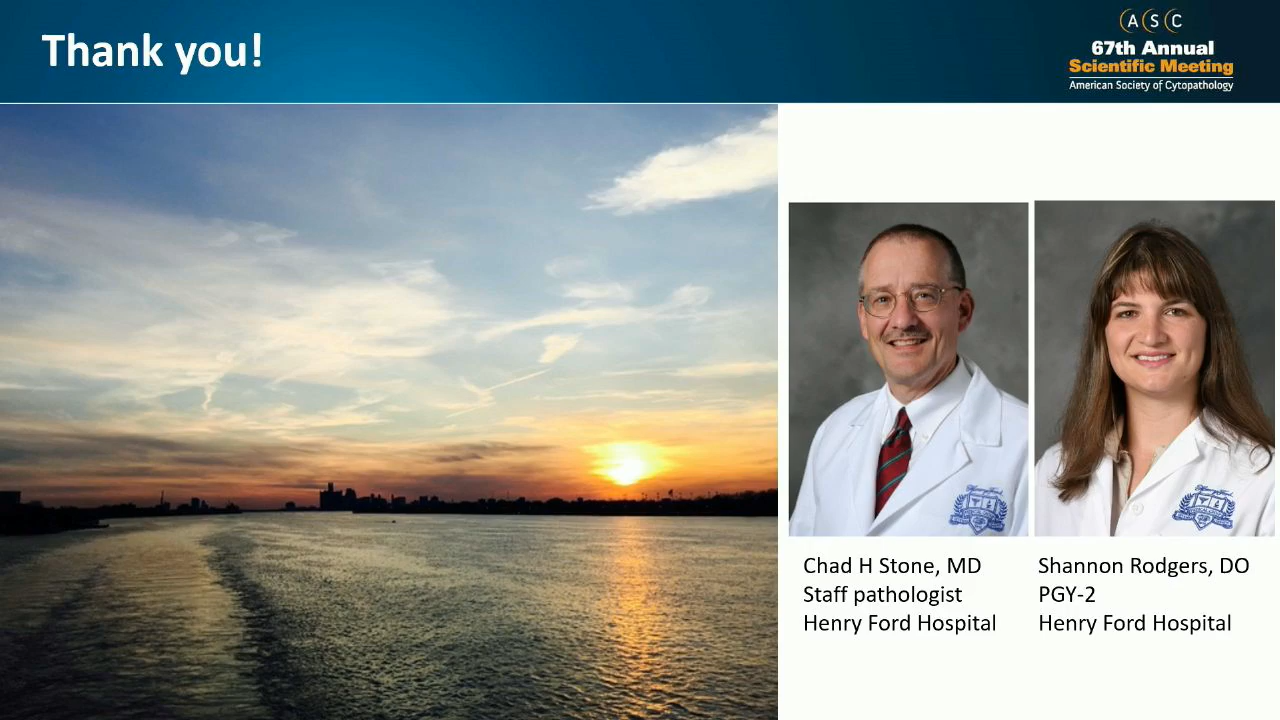 Thank you!
(A(S(C
67th Annual
Scientific Meeting
American Society of Cytopathology
Chad H Stone, MD
Staff pathologist
Henry Ford Hospital
Shannon Rodgers, DO
PGY-2
Henry Ford Hospital